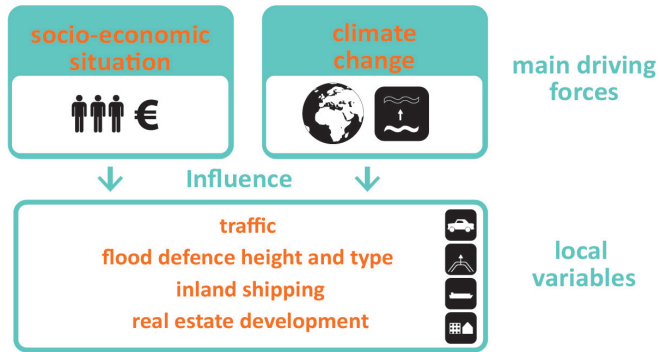 socio-economic
situation
climate
change
main driving
forces
€
Influence
traffic
flood defence height and type
inland shipping
real estate development
local
variables